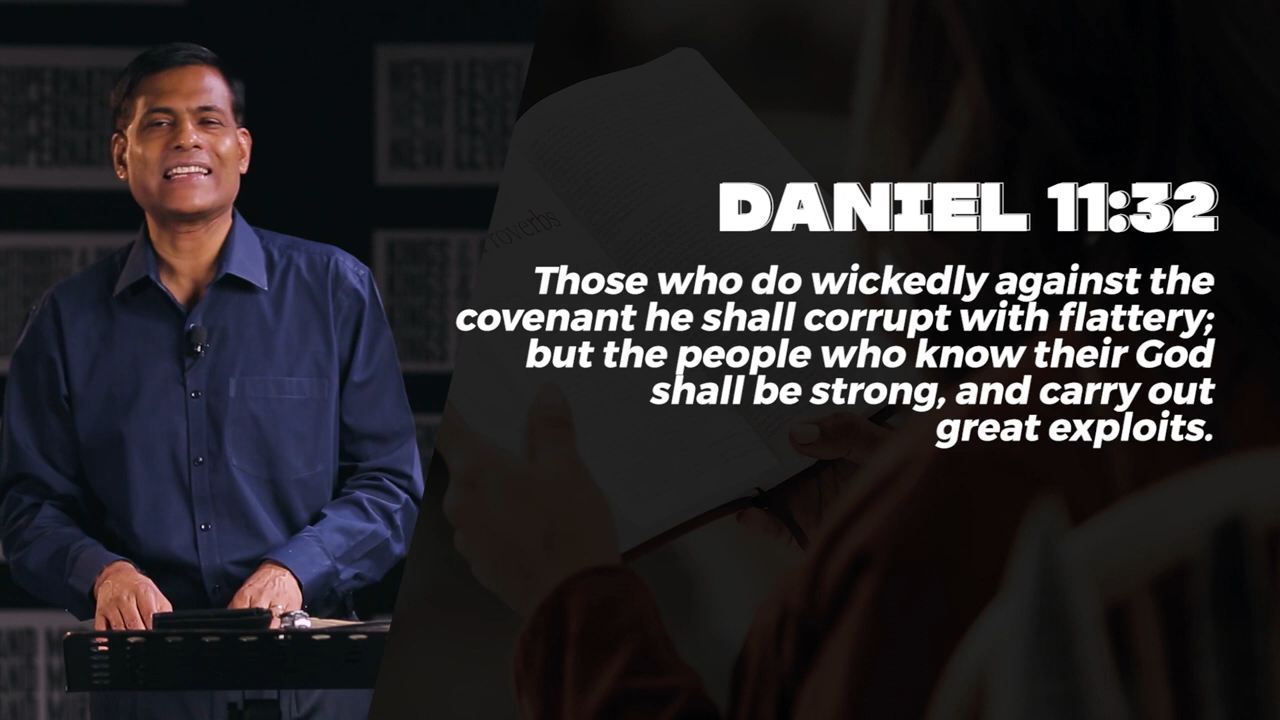 DANIEL 11:32
Those who do wickedly against the
covenant he shall corrupt with flattery;
but the people who know their God
shall be strong, and carry out
great exploits.